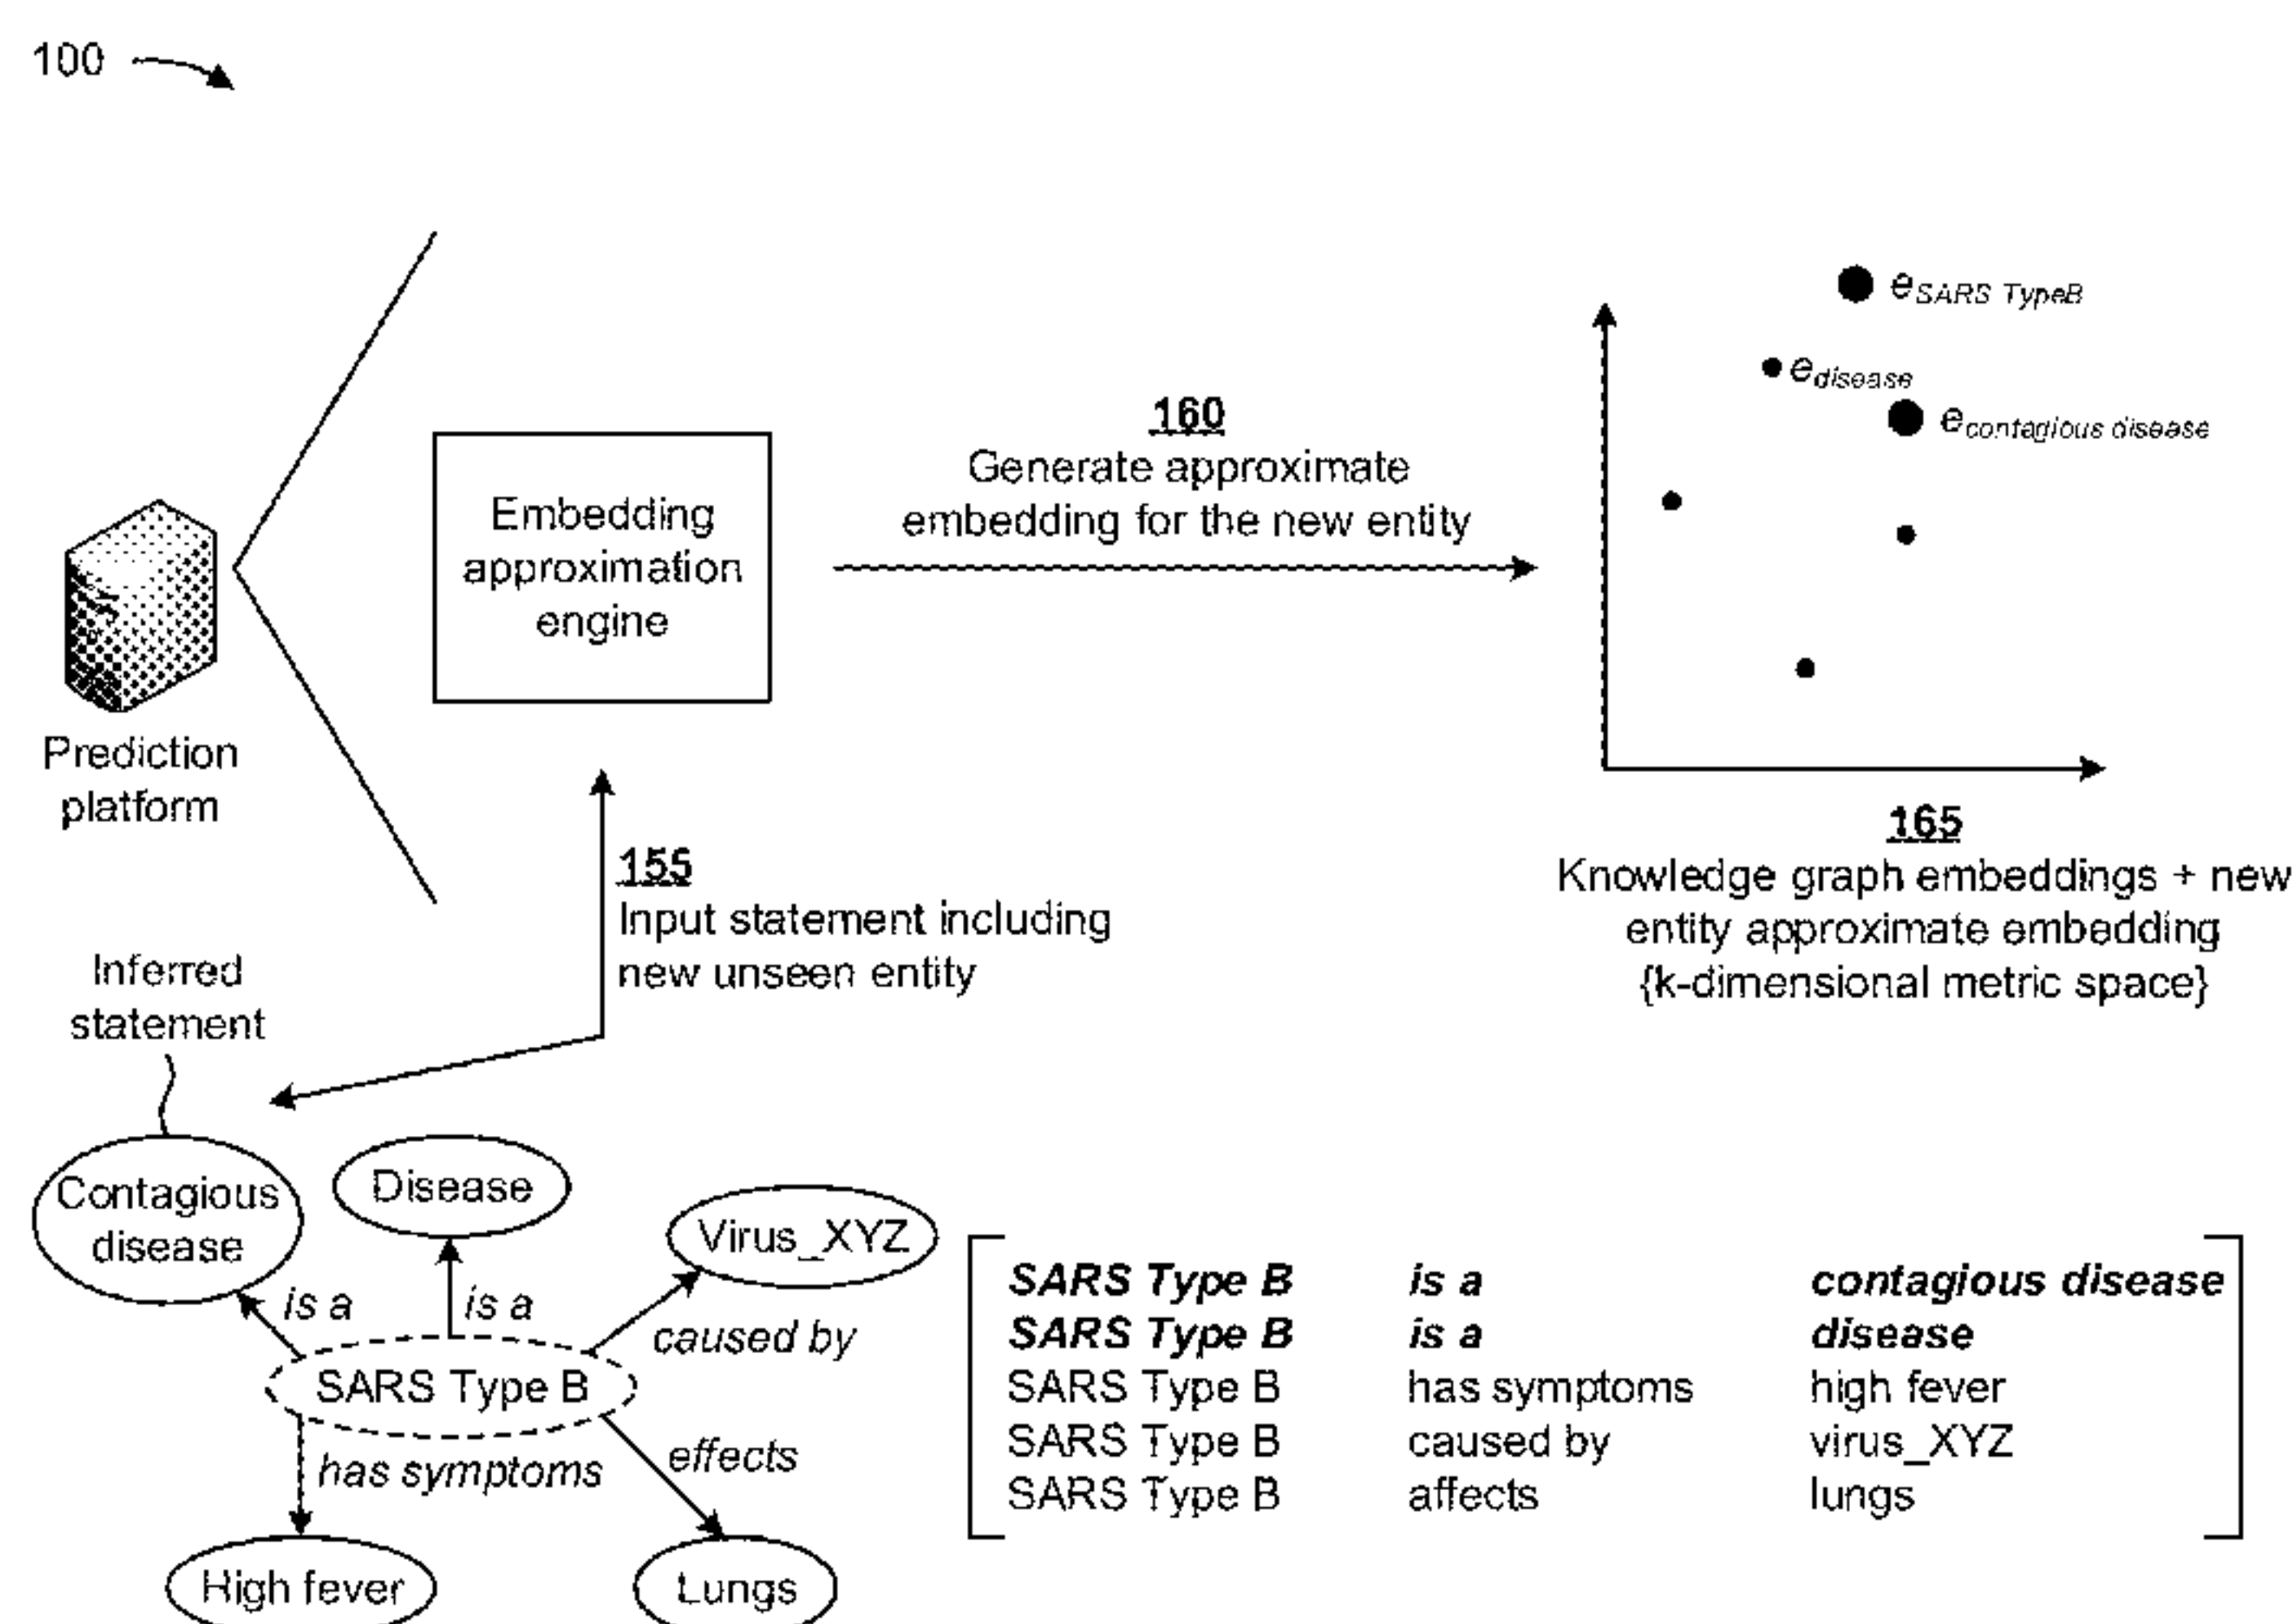 100
e SARS TypeB
e disease
e contagious disease
160
Generate approximate
embedding for the new entity
Embedding
approximation
engine
Prediction
platform
165
Knowledge graph embeddings + new
entity approximate embedding
{k-dimensional metric space}
155
Input statement including
new unseen entity
Inferred
statement
Contagious
disease
Disease
Virus_XYZ
is a
is a
caused by
SARS Type B
has symptoms
effects
High fever
Lungs
SARS Type B is a contagious disease
SARS Type B is a disease
SARS Type B has symptoms high fever
SARS Type B caused by virus_XYZ
SARS Type B affects lungs